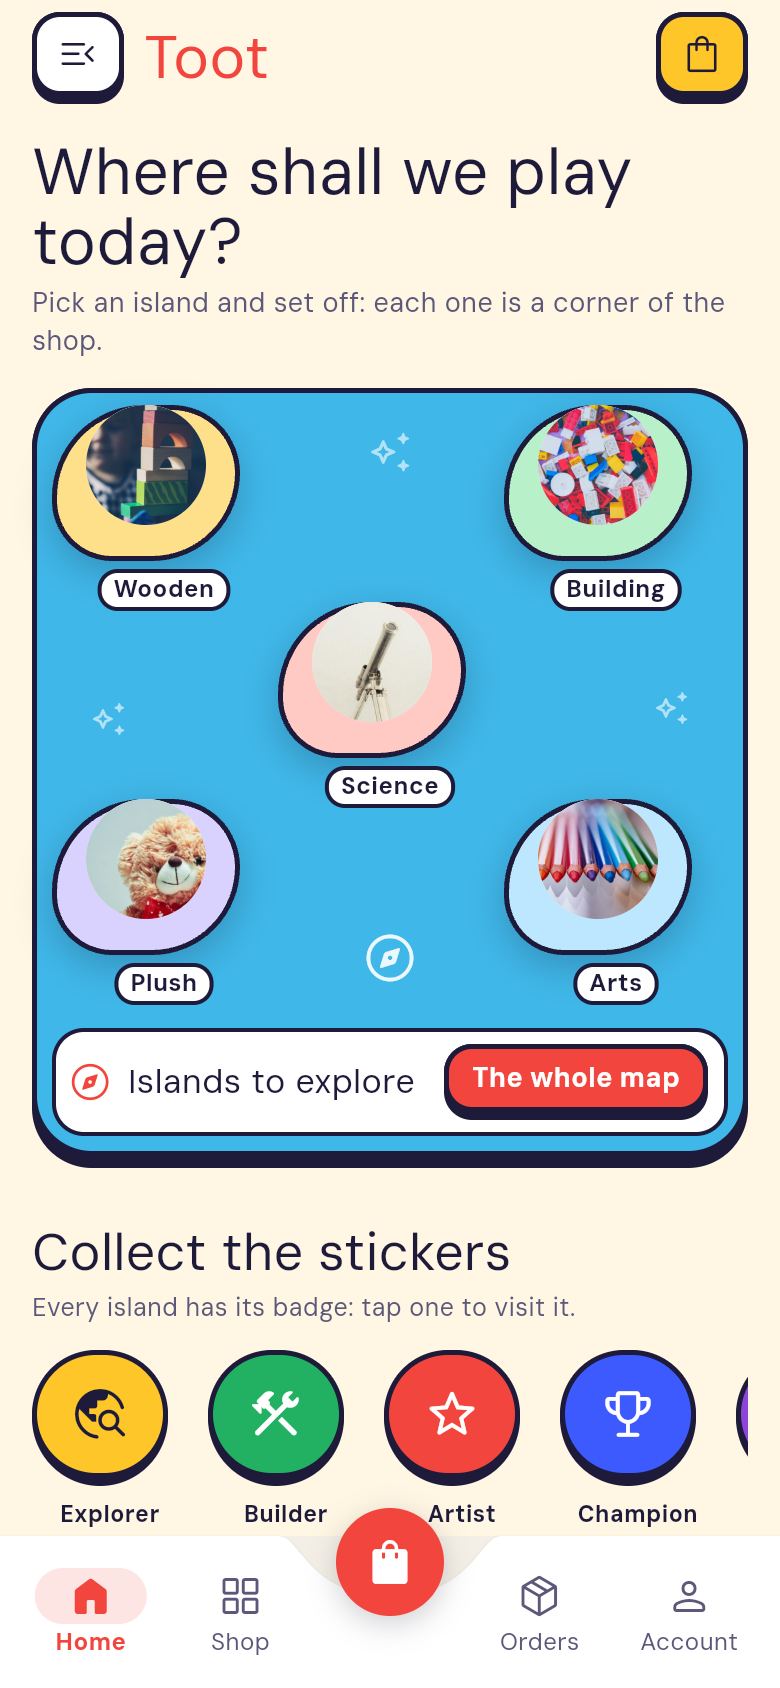 Toot
Where shall we play
today?
Pick an island and set off: each one is a corner of the
shop.
Wooden
Building
Science
Plush
Arts
Islands to explore
The whole map
Collect the stickers
Every island has its badge: tap one to visit it.
Explorer
Builder
Artist
Champion
Home
Shop
Orders
Account